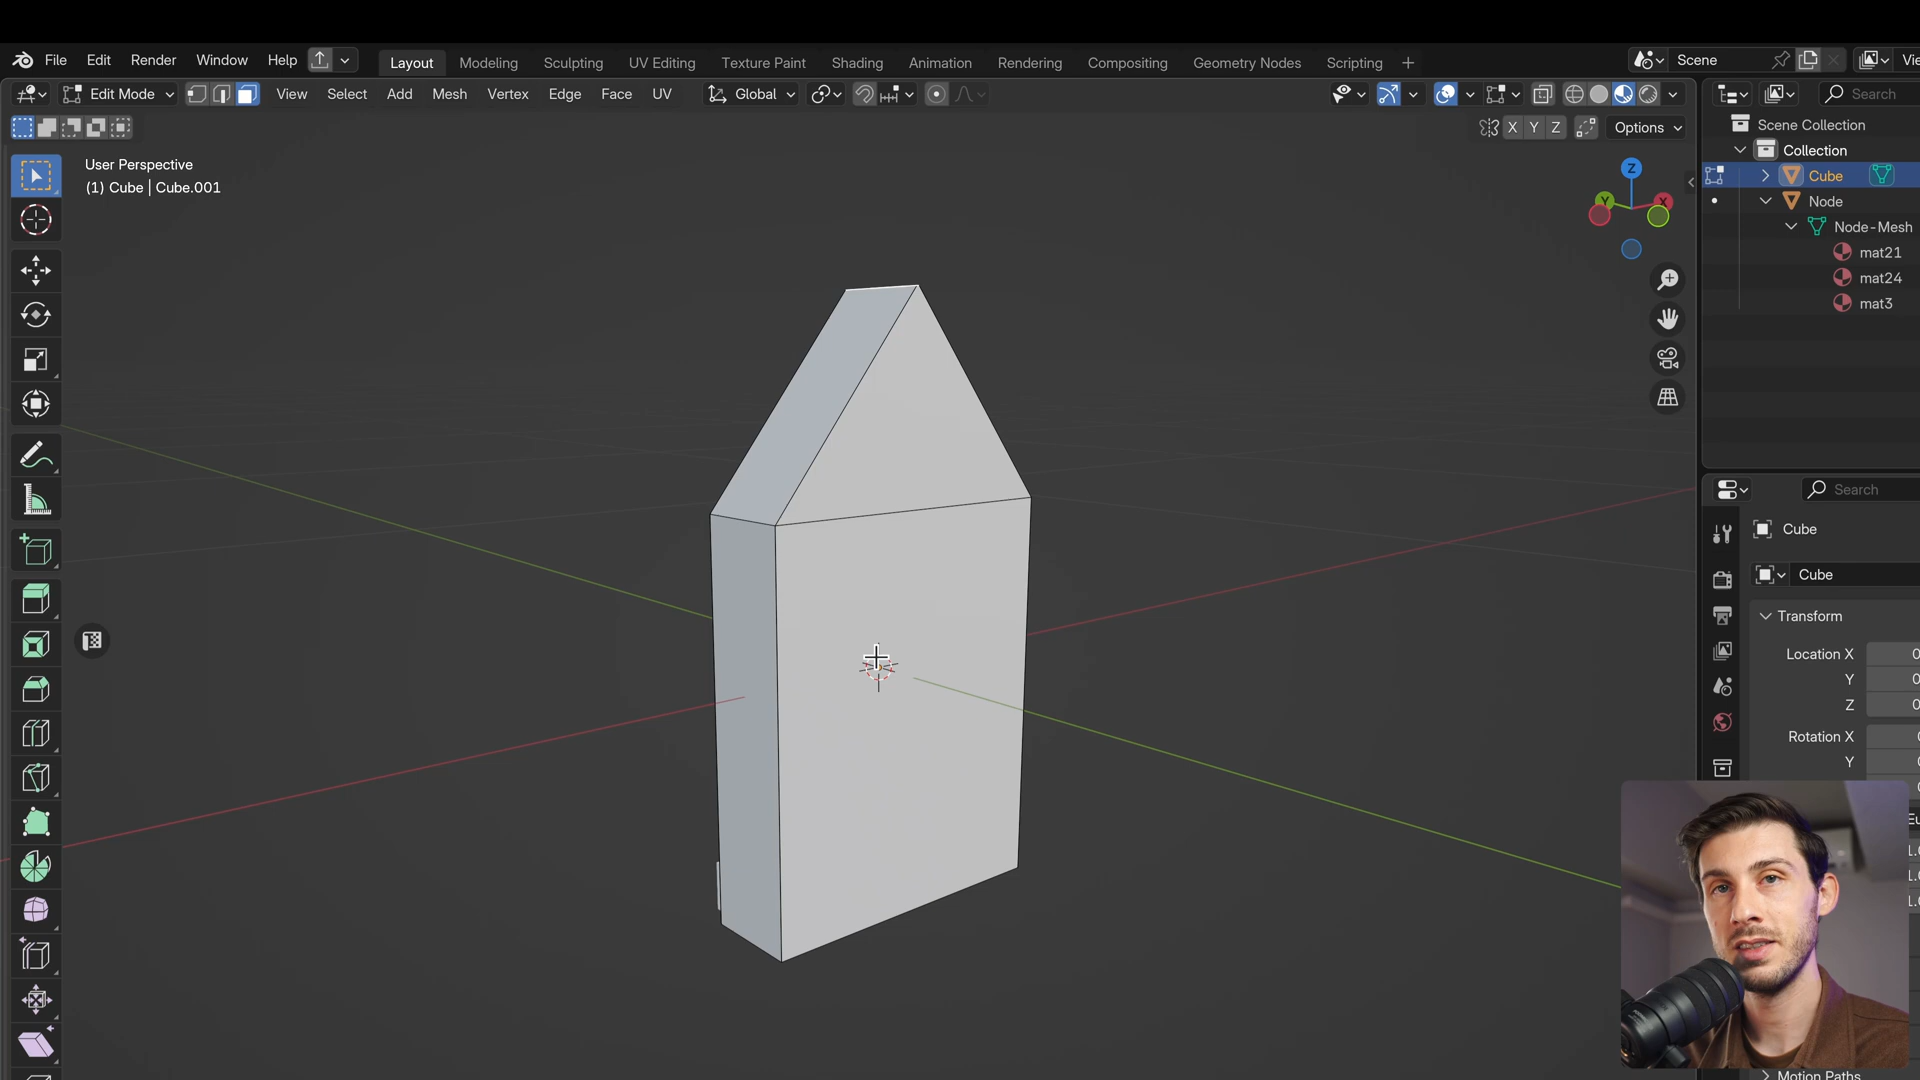 File Edit Render Window Help Layout Modeling Sculpting UV Editing Texture Paint Shading Animation Rendering Compositing Geometry Nodes Scripting + Scene
Edit Mode View Select Add Mesh Vertex Edge Face UV Global Search
X Y Z Options
User Perspective
(1) Cube | Cube.001
Z
Y
X
Scene Collection
Collection
Cube
Node
Node-Mesh
mat21
mat24
mat3
Search
Cube
Cube
Transform
Location X 0
Y 0
Z 0
Rotation X
Y
Motion Paths